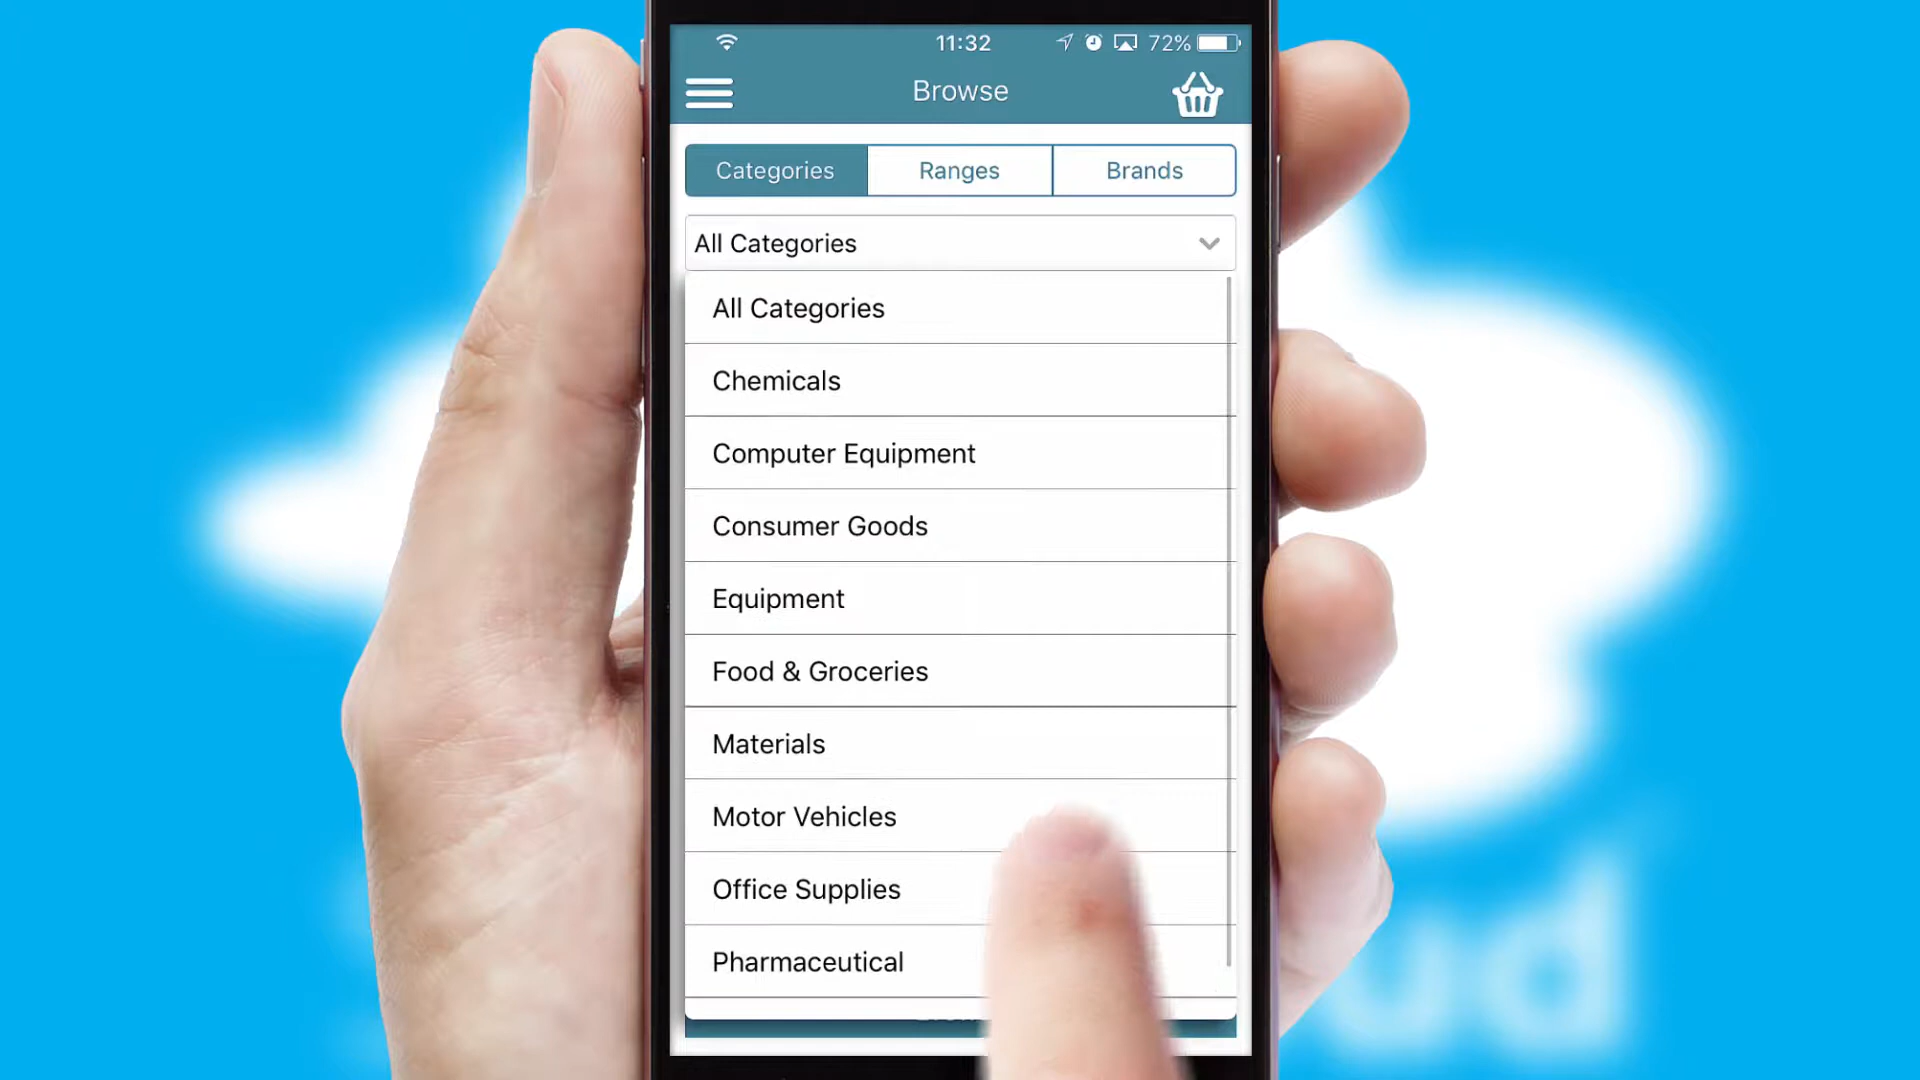 11:32
72%
Browse
Categories
Ranges
Brands
All Categories
All Categories
Chemicals
Computer Equipment
Consumer Goods
Equipment
Food & Groceries
Materials
Motor Vehicles
Office Supplies
Pharmaceutical
ud